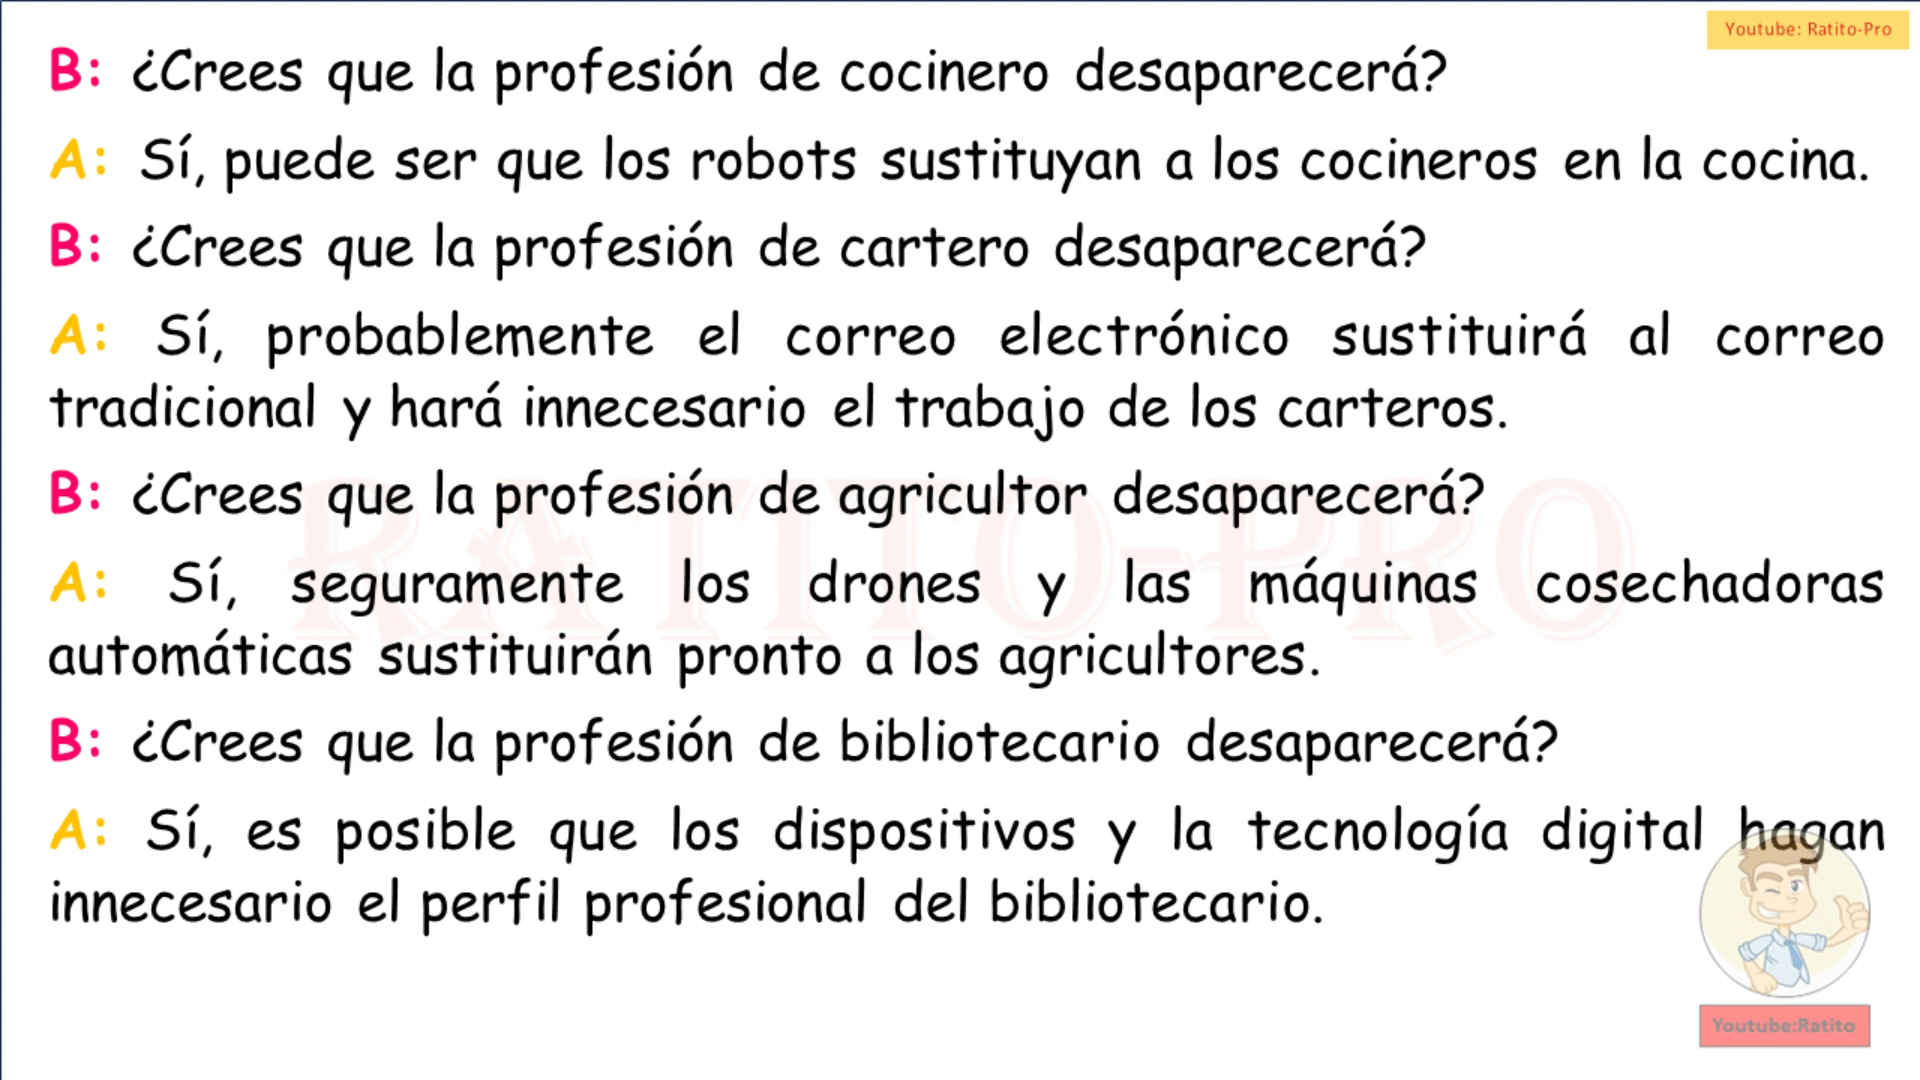 Youtube: Ratito-Pro
B: ¿Crees que la profesión de cocinero desaparecerá?
A: Sí, puede ser que los robots sustituyan a los cocineros en la cocina.
B: ¿Crees que la profesión de cartero desaparecerá?
A: Sí, probablemente el correo electrónico sustituirá al correo
tradicional y hará innecesario el trabajo de los carteros.
RATITO-PRO
B: ¿Crees que la profesión de agricultor desaparecerá?
A: Sí, seguramente los drones y las máquinas cosechadoras
automáticas sustituirán pronto a los agricultores.
B: ¿Crees que la profesión de bibliotecario desaparecerá?
A: Sí, es posible que los dispositivos y la tecnología digital hagan
innecesario el perfil profesional del bibliotecario.
Youtube:Ratito